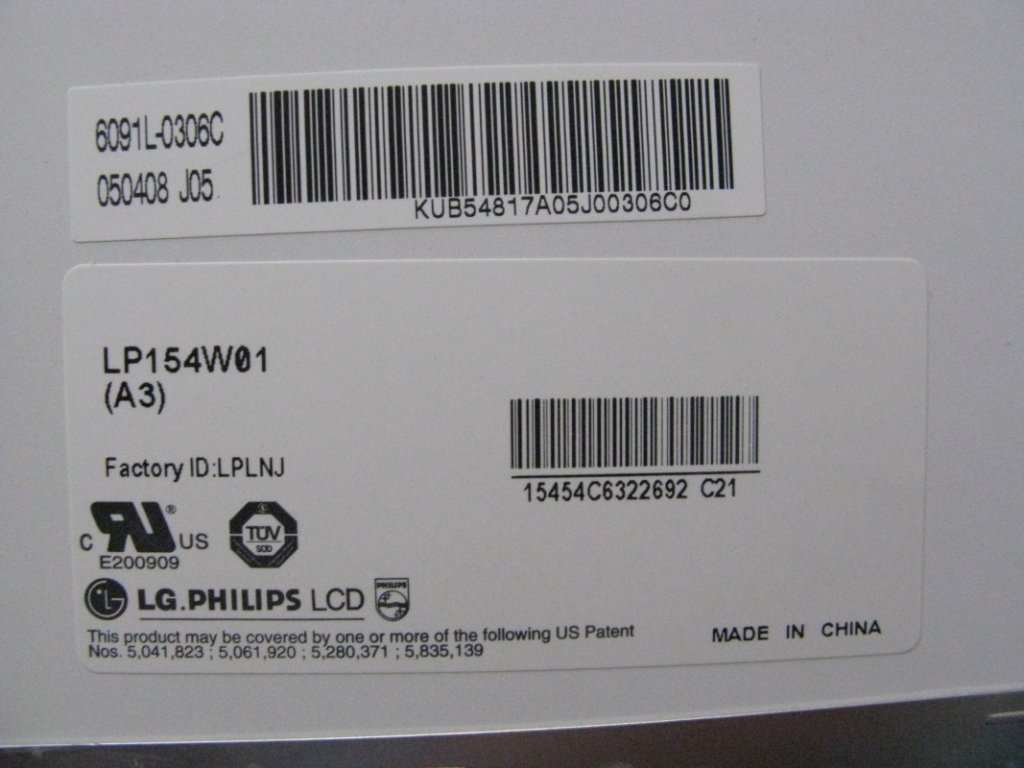 6091L-0306C
050408 J05
KUB54817A05J00306C0
LP154W01
(A3)
Factory ID:LPLNJ
15454C6322692 C21
C RU ® US
E200909
TÜV
LG.PHILIPS LCD
PHILIPS
This product may be covered by one or more of the following US Patent
Nos. 5,041,823 ; 5,061,920 ; 5,280,371 ; 5,835,139
MADE IN CHINA